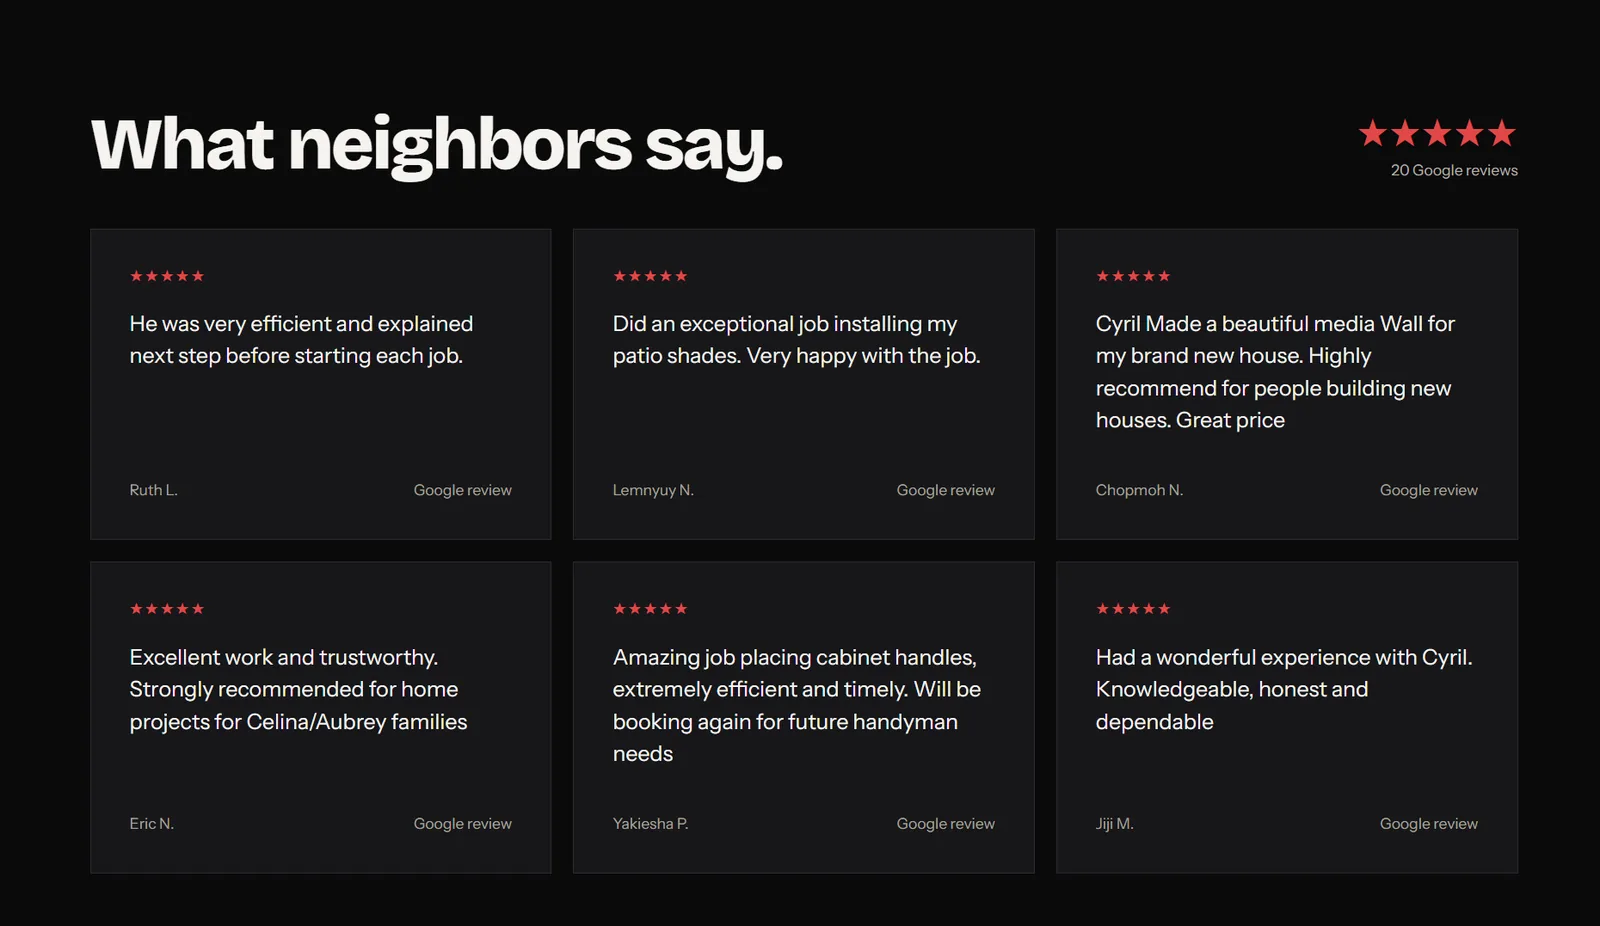 What neighbors say.
★★★★★
20 Google reviews
★★★★★
He was very efficient and explained
next step before starting each job.
Ruth L.
Google review
★★★★★
Did an exceptional job installing my
patio shades. Very happy with the job.
Lemnyuy N.
Google review
★★★★★
Cyril Made a beautiful media Wall for
my brand new house. Highly
recommend for people building new
houses. Great price
Chopmoh N.
Google review
★★★★★
Excellent work and trustworthy.
Strongly recommended for home
projects for Celina/Aubrey families
Eric N.
Google review
★★★★★
Amazing job placing cabinet handles,
extremely efficient and timely. Will be
booking again for future handyman
needs
Yakiesha P.
Google review
★★★★★
Had a wonderful experience with Cyril.
Knowledgeable, honest and
dependable
Jiji M.
Google review